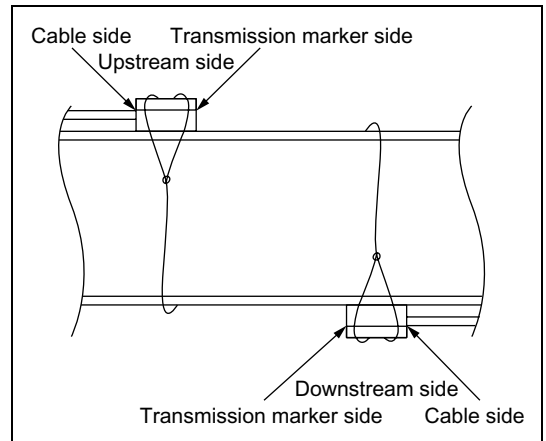 Cable side Transmission marker side
Upstream side
Downstream side
Transmission marker side Cable side